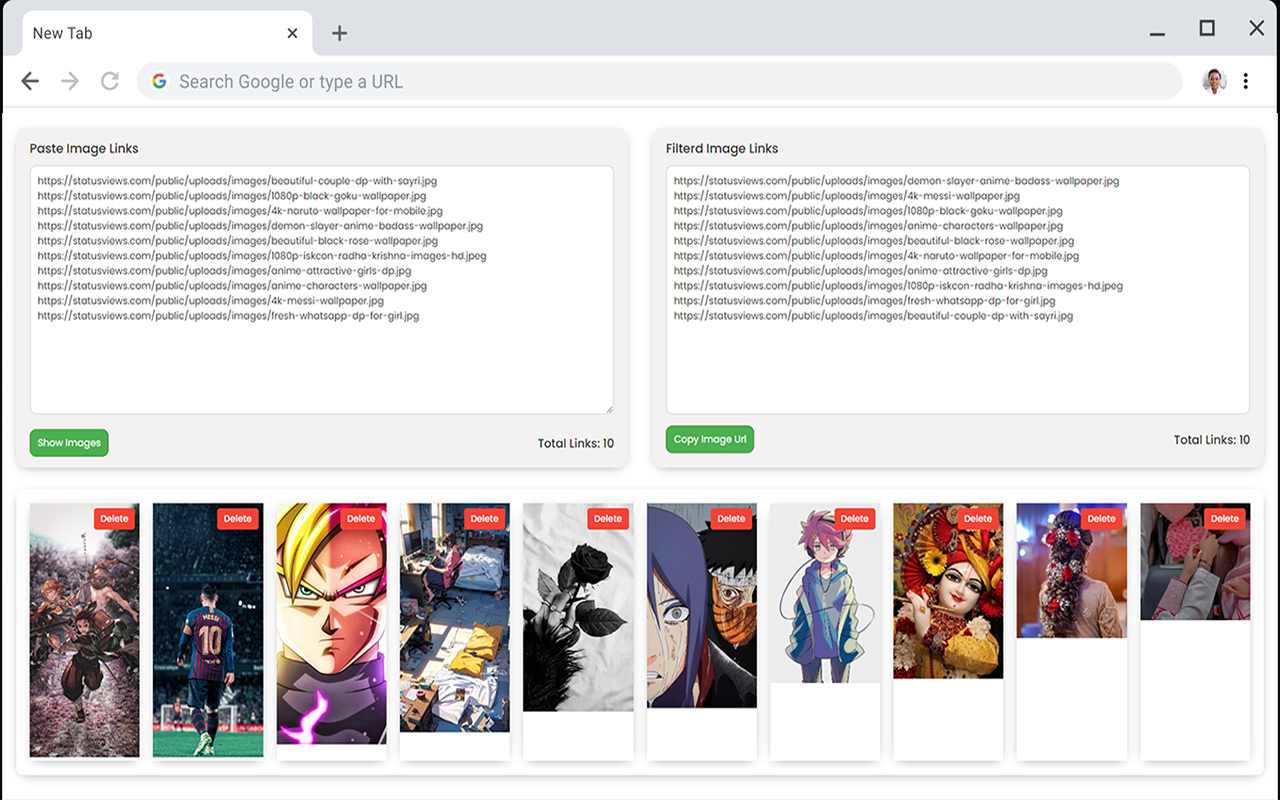 New Tab
Search Google or type a URL
Paste Image Links
https://statusviews.com/public/uploads/images/beautiful-couple-dp-with-sayri.jpg
https://statusviews.com/public/uploads/images/1080p-black-goku-wallpaper.jpg
https://statusviews.com/public/uploads/images/4k-naruto-wallpaper-for-mobile.jpg
https://statusviews.com/public/uploads/images/demon-slayer-anime-badass-wallpaper.jpg
https://statusviews.com/public/uploads/images/beautiful-black-rose-wallpaper.jpg
https://statusviews.com/public/uploads/images/1080p-iskcon-radha-krishna-images-hd.jpeg
https://statusviews.com/public/uploads/images/anime-attractive-girls-dp.jpg
https://statusviews.com/public/uploads/images/anime-characters-wallpaper.jpg
https://statusviews.com/public/uploads/images/4k-messi-wallpaper.jpg
https://statusviews.com/public/uploads/images/fresh-whatsapp-dp-for-girl.jpg
Show Images
Total Links: 10
Filterd Image Links
https://statusviews.com/public/uploads/images/demon-slayer-anime-badass-wallpaper.jpg
https://statusviews.com/public/uploads/images/4k-messi-wallpaper.jpg
https://statusviews.com/public/uploads/images/1080p-black-goku-wallpaper.jpg
https://statusviews.com/public/uploads/images/anime-characters-wallpaper.jpg
https://statusviews.com/public/uploads/images/beautiful-black-rose-wallpaper.jpg
https://statusviews.com/public/uploads/images/4k-naruto-wallpaper-for-mobile.jpg
https://statusviews.com/public/uploads/images/anime-attractive-girls-dp.jpg
https://statusviews.com/public/uploads/images/1080p-iskcon-radha-krishna-images-hd.jpeg
https://statusviews.com/public/uploads/images/fresh-whatsapp-dp-for-girl.jpg
https://statusviews.com/public/uploads/images/beautiful-couple-dp-with-sayri.jpg
Copy Image Url
Total Links: 10
Delete
Delete
Delete
Delete
Delete
Delete
Delete
Delete
Delete
Delete
MESSI
10